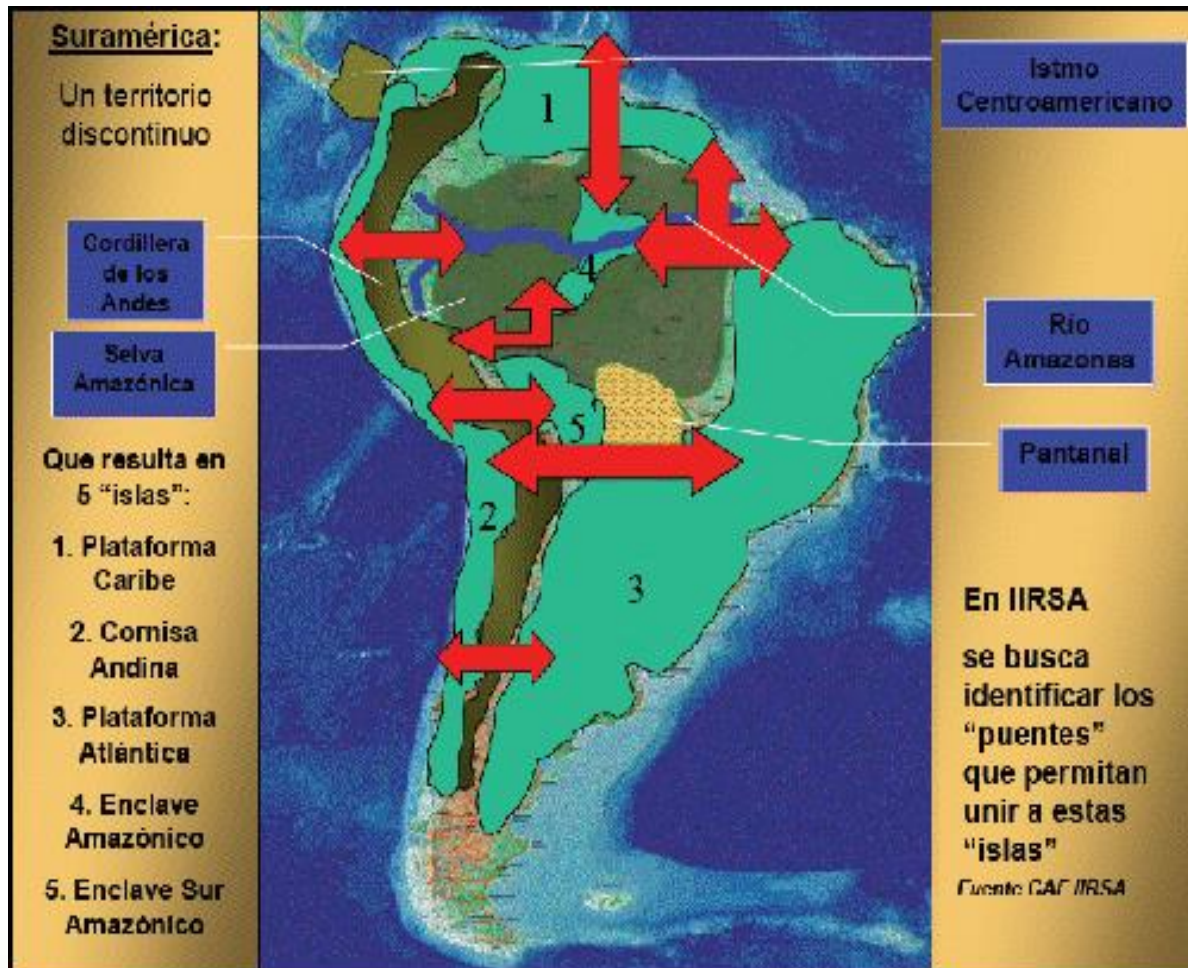 Suramérica:
Un territorio
discontinuo
Cordillera
de los
Andes
Selva
Amazónica
Que resulta en
5 “islas”:
1. Plataforma
Caribe
2. Cornisa
Andina
3. Plataforma
Atlántica
4. Enclave
Amazónico
5. Enclave Sur
Amazónico
1
4
5
2
3
Istmo
Centroamericano
Río
Amazonas
Pantanal
En IIRSA
se busca
identificar los
“puentes”
que permitan
unir a estas
“islas”
Fuente CAF IIRSA